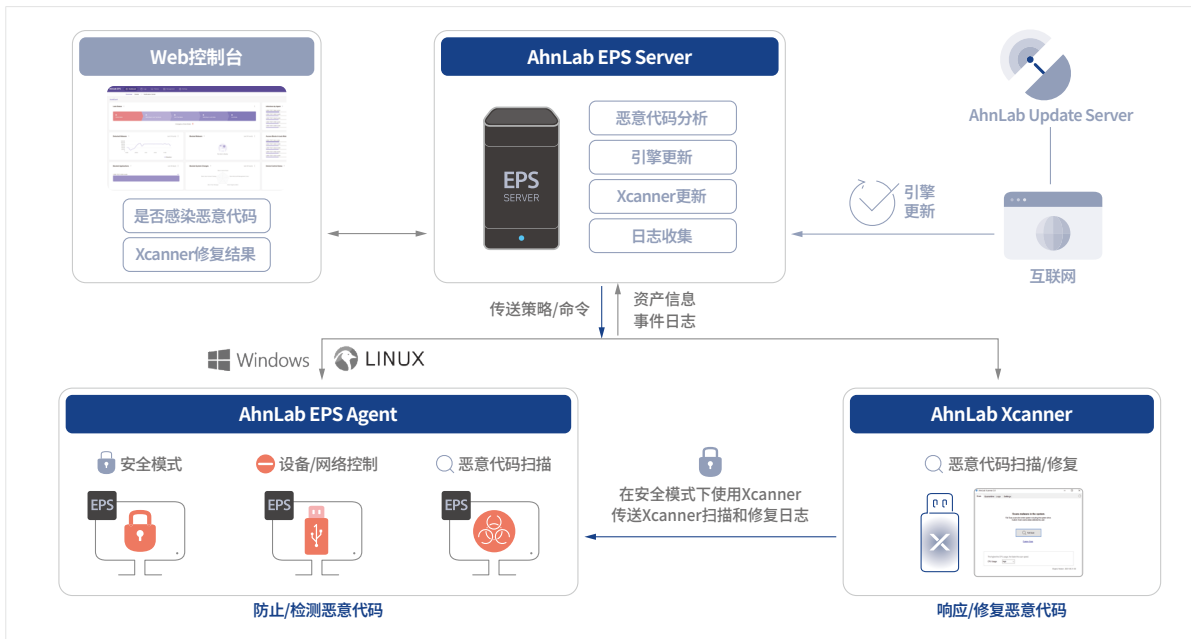 Web控制台
是否感染恶意代码
Xcanner修复结果
AhnLab EPS Server
EPS
SERVER
恶意代码分析
引擎更新
Xcanner更新
日志收集
AhnLab Update Server
引擎
更新
互联网
传送策略/命令
资产信息
事件日志
Windows
LINUX
AhnLab EPS Agent
安全模式
设备/网络控制
恶意代码扫描
EPS
EPS
EPS
防止/检测恶意代码
在安全模式下使用Xcanner
传送Xcanner扫描和修复日志
AhnLab Xcanner
恶意代码扫描/修复
X
响应/修复恶意代码